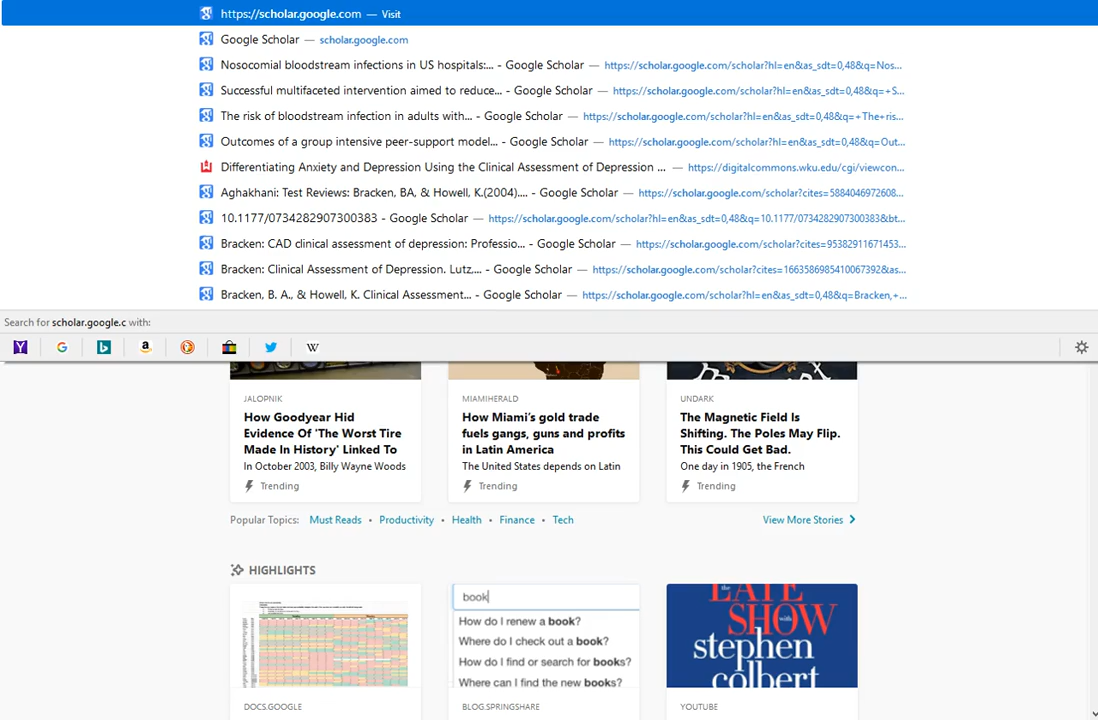 https://scholar.google.com — Visit
Google Scholar — scholar.google.com
Nosocomial bloodstream infections in US hospitals:... - Google Scholar — https://scholar.google.com/scholar?hl=en&as_sdt=0,48&q=Nos...
Successful multifaceted intervention aimed to reduce... - Google Scholar — https://scholar.google.com/scholar?hl=en&as_sdt=0,48&q=+S...
The risk of bloodstream infection in adults with... - Google Scholar — https://scholar.google.com/scholar?hl=en&as_sdt=0,48&q=+The+ris...
Outcomes of a group intensive peer-support model... - Google Scholar — https://scholar.google.com/scholar?hl=en&as_sdt=0,48&q=Out...
Differentiating Anxiety and Depression Using the Clinical Assessment of Depression ... — https://digitalcommons.wku.edu/cgi/viewcon...
Aghakhani: Test Reviews: Bracken, BA, & Howell, K.(2004).... - Google Scholar — https://scholar.google.com/scholar?cites=5884046972608...
10.1177/0734282907300383 - Google Scholar — https://scholar.google.com/scholar?hl=en&as_sdt=0,48&q=10.1177/0734282907300383&bt...
Bracken: CAD clinical assessment of depression: Professio... - Google Scholar — https://scholar.google.com/scholar?cites=95382911671453...
Bracken: Clinical Assessment of Depression. Lutz,... - Google Scholar — https://scholar.google.com/scholar?cites=1663586985410067392&as...
Bracken, B. A., & Howell, K. Clinical Assessment... - Google Scholar — https://scholar.google.com/scholar?hl=en&as_sdt=0,48&q=Bracken,+...
Search for scholar.google.c with:
Y G b a W
JALOPNIK
How Goodyear Hid
Evidence Of 'The Worst Tire
Made In History' Linked To
In October 2003, Billy Wayne Woods
Trending
MIAMIHERALD
How Miami's gold trade
fuels gangs, guns and profits
in Latin America
The United States depends on Latin
Trending
UNDARK
The Magnetic Field Is
Shifting. The Poles May Flip.
This Could Get Bad.
One day in 1905, the French
Trending
Popular Topics: Must Reads • Productivity • Health • Finance • Tech
View More Stories
HIGHLIGHTS
DOCS.GOOGLE
book
How do I renew a book?
Where do I check out a book?
How do I find or search for books?
Where can I find the new books?
BLOG.SPRINGSHARE
LATE
SHOW
with
stephen
colbert
YOUTUBE